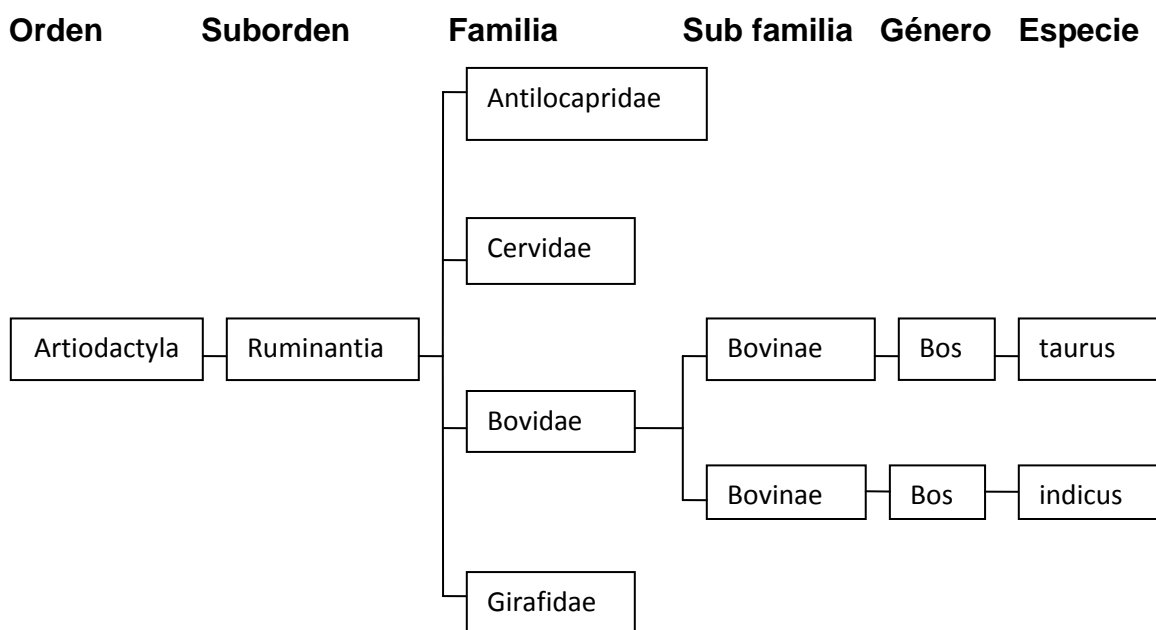 Orden Suborden Familia Sub familia Género Especie
Antilocapridae
Cervidae
Artiodactyla Ruminantia Bovinae Bos taurus
Bovidae
Bovinae Bos indicus
Girafidae